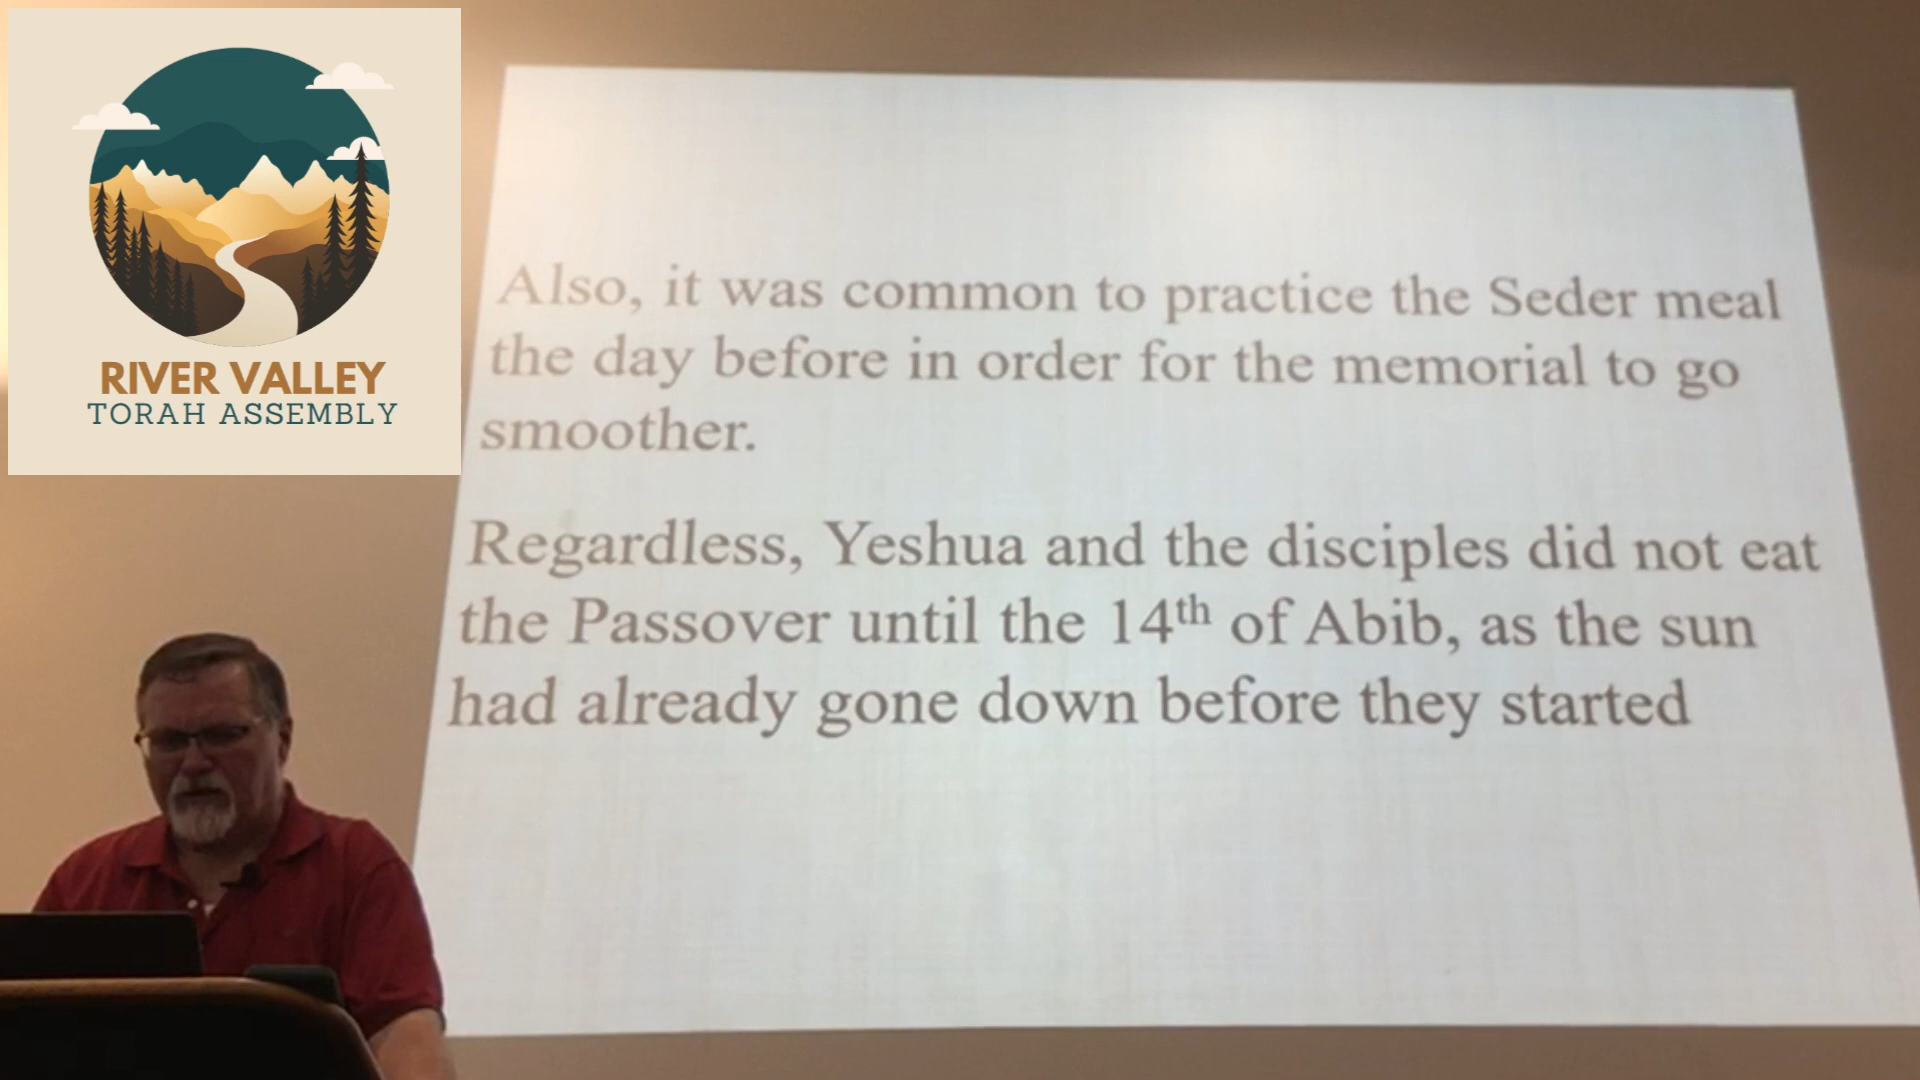 RIVER VALLEY
TORAH ASSEMBLY
Also, it was common to practice the Seder meal
the day before in order for the memorial to go
smoother.
Regardless, Yeshua and the disciples did not eat
the Passover until the 14th of Abib, as the sun
had already gone down before they started